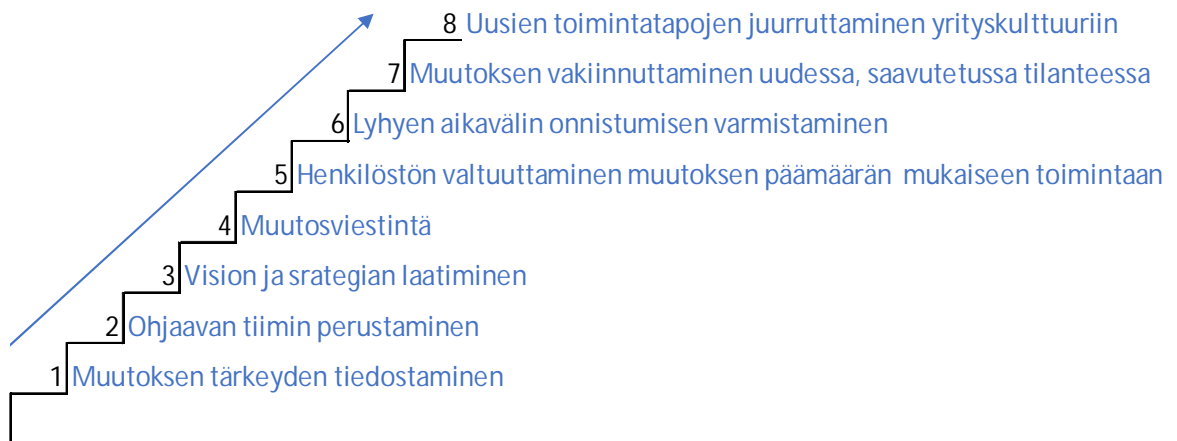 8 Uusien toimintatapojen juurruttaminen yrityskulttuuriin
7 Muutoksen vakiinnuttaminen uudessa, saavutetussa tilanteessa
6 Lyhyen aikavälin onnistumisen varmistaminen
5 Henkilöstön valtuuttaminen muutoksen päämäärän mukaiseen toimintaan
4 Muutosviestintä
3 Vision ja srategian laatiminen
2 Ohjaavan tiimin perustaminen
1 Muutoksen tärkeyden tiedostaminen